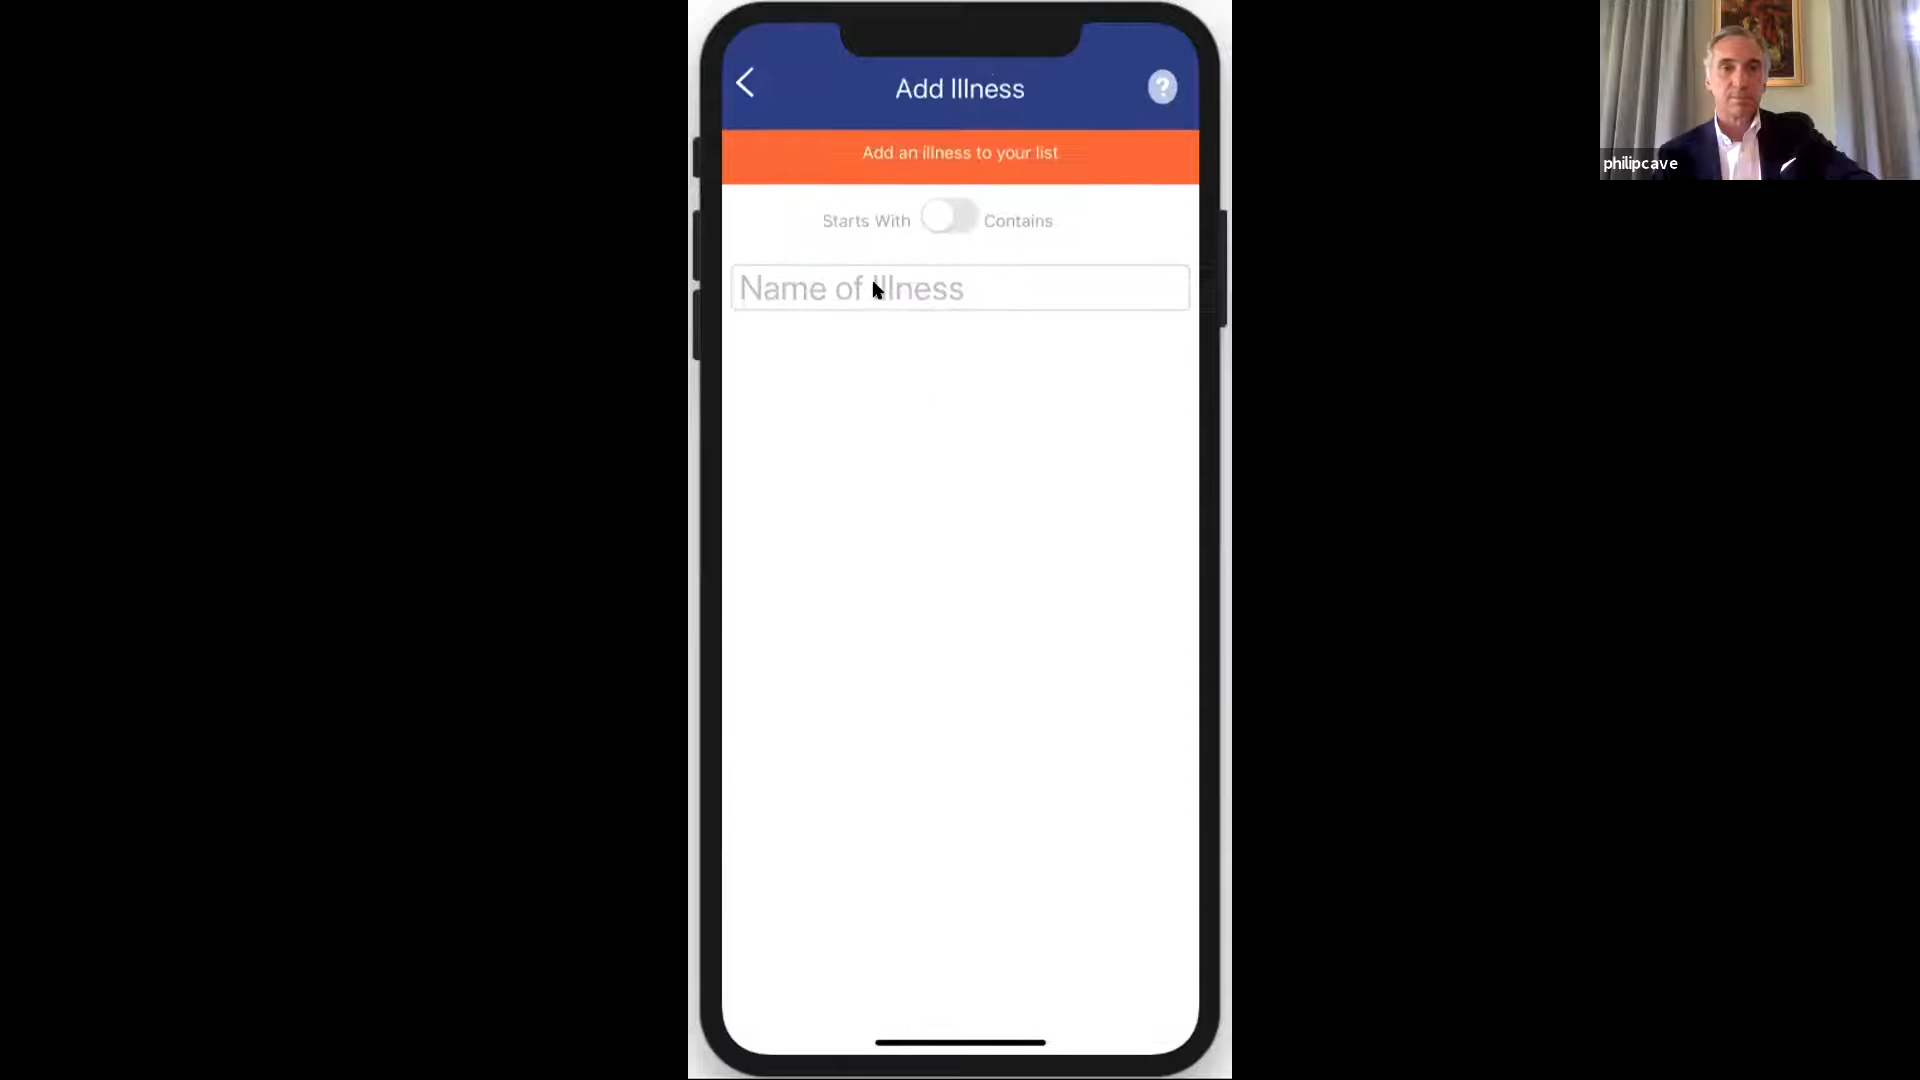 Add Illness
?
Add an illness to your list
Starts With Contains
Name of Illness
philipcave